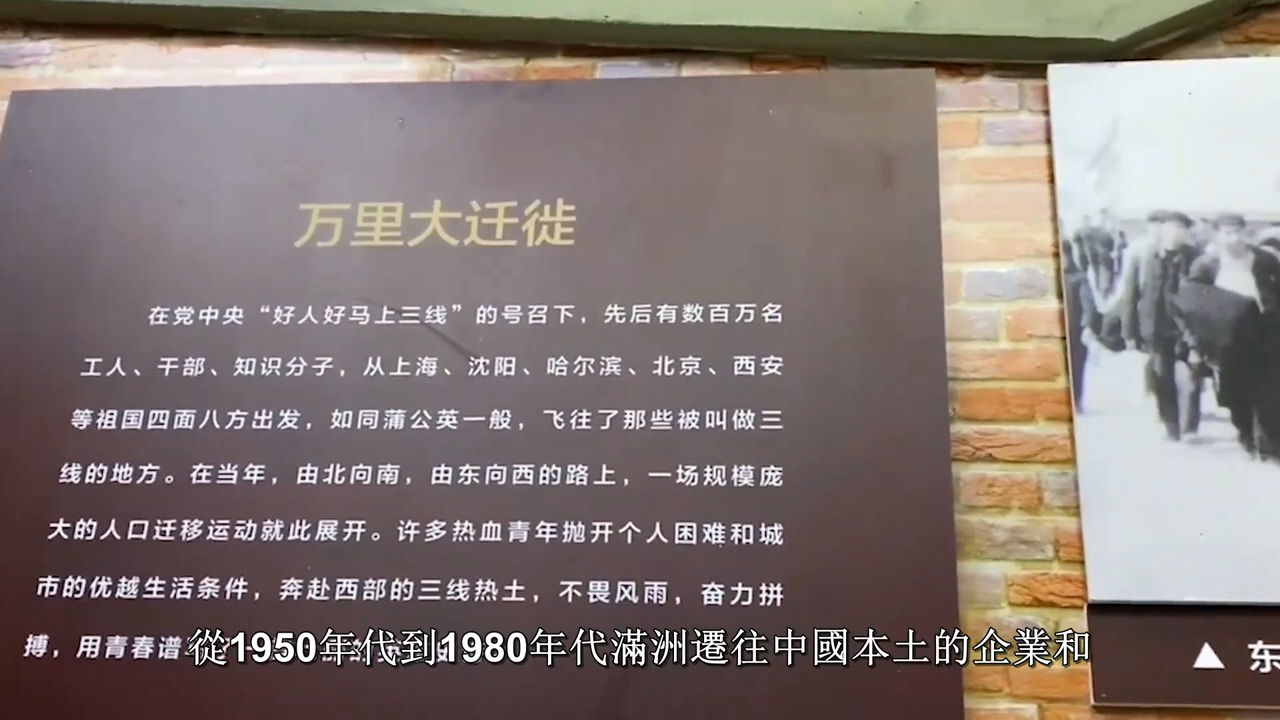 万里大迁徙
在党中央“好人好马上三线”的号召下，先后有数百万名
工人、干部、知识分子，从上海、沈阳、哈尔滨、北京、西安
等祖国四面八方出发，如同蒲公英一般，飞往了那些被叫做三
线的地方。在当年，由北向南，由东向西的路上，一场规模庞
大的人口迁移运动就此展开。许多热血青年抛开个人困难和城
市的优越生活条件，奔赴西部的三线热土，不畏风雨，奋力拼
搏，用青春谱
從1950年代到1980年代滿洲遷往中國本土的企業和
▲ 东